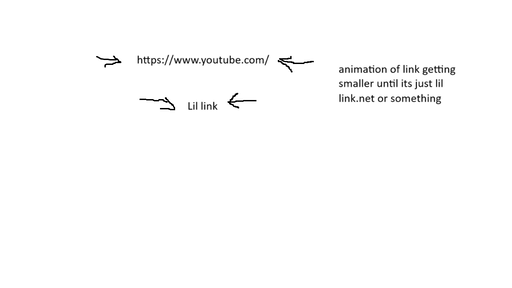 https://www.youtube.com/
animation of link getting
smaller until its just lil
link.net or something
Lil link